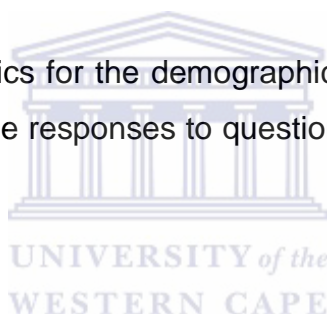 ics for the demographic
e responses to questio
UNIVERSITY of the
WESTERN CAPE